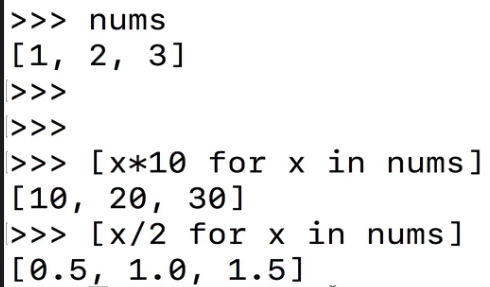 >>> nums
[1, 2, 3]
>>>
>>>
>>> [x*10 for x in nums]
[10, 20, 30]
>>> [x/2 for x in nums]
[0.5, 1.0, 1.5]